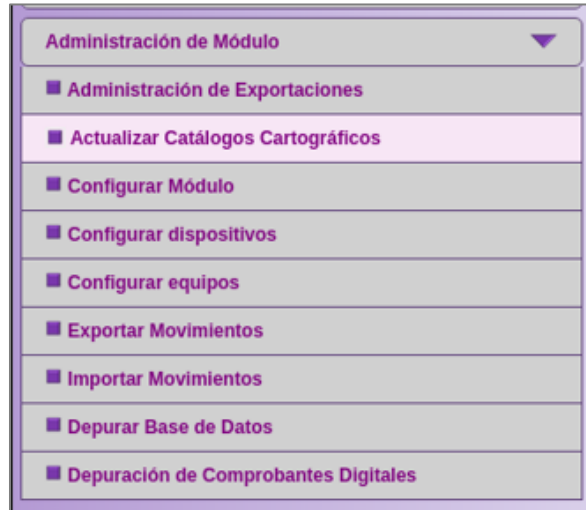 Administración de Módulo
Administración de Exportaciones
Actualizar Catálogos Cartográficos
Configurar Módulo
Configurar dispositivos
Configurar equipos
Exportar Movimientos
Importar Movimientos
Depurar Base de Datos
Depuración de Comprobantes Digitales